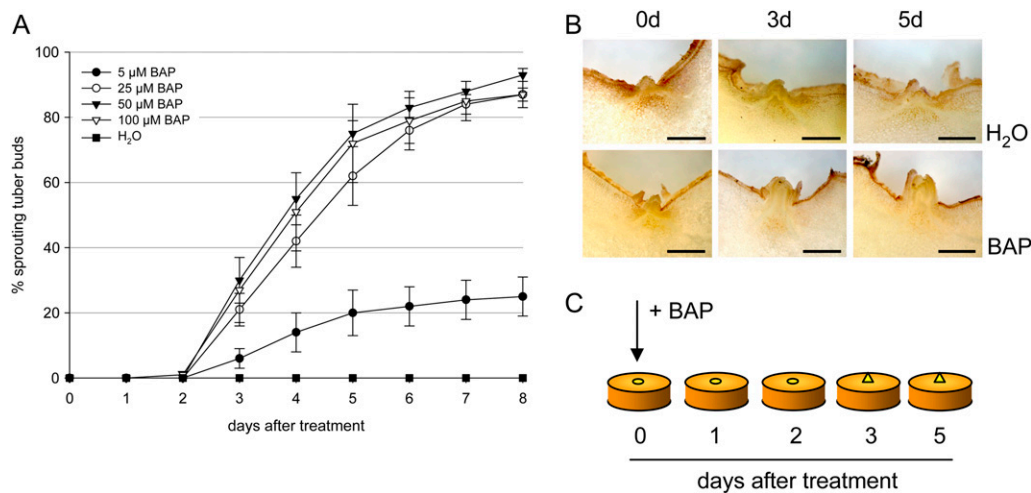 A
% sprouting tuber buds
100
80
60
40
20
0
5 µM BAP
25 µM BAP
50 µM BAP
100 µM BAP
H₂O
0 1 2 3 4 5 6 7 8
days after treatment
B
0d 3d 5d
H₂O
BAP
C
+ BAP
0 1 2 3 5
days after treatment